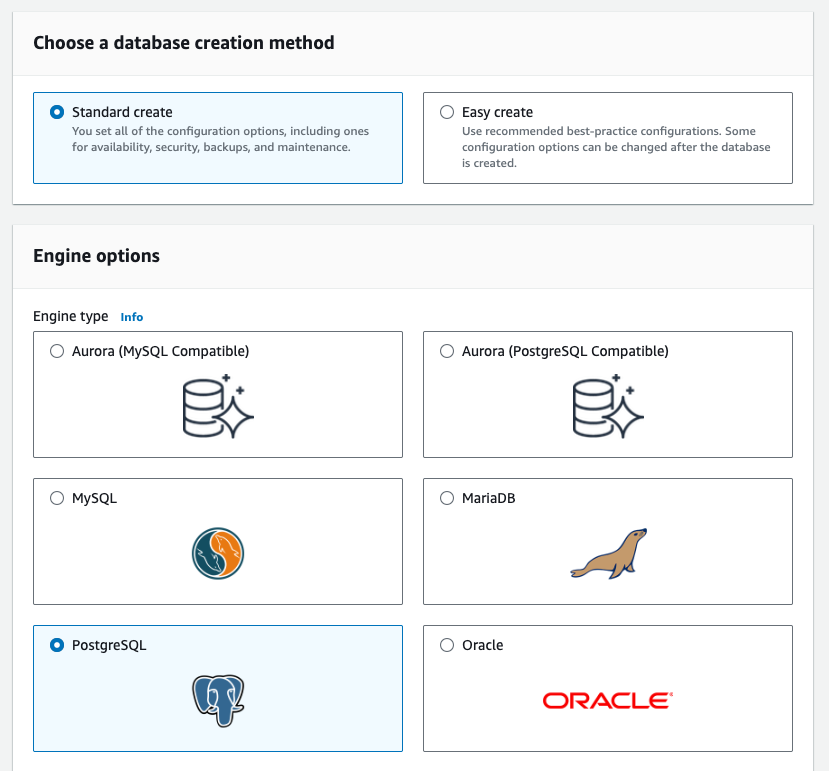 Choose a database creation method
Standard create
You set all of the configuration options, including ones
for availability, security, backups, and maintenance.
Easy create
Use recommended best-practice configurations. Some
configuration options can be changed after the database
is created.
Engine options
Engine type Info
Aurora (MySQL Compatible)
Aurora (PostgreSQL Compatible)
MySQL
MariaDB
PostgreSQL
Oracle
ORACLE